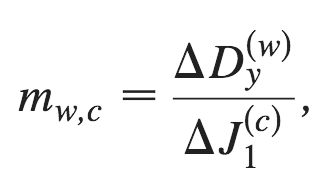 m_{w,c} = \frac{\Delta D_y^{(w)}}{\Delta J_1^{(c)}},